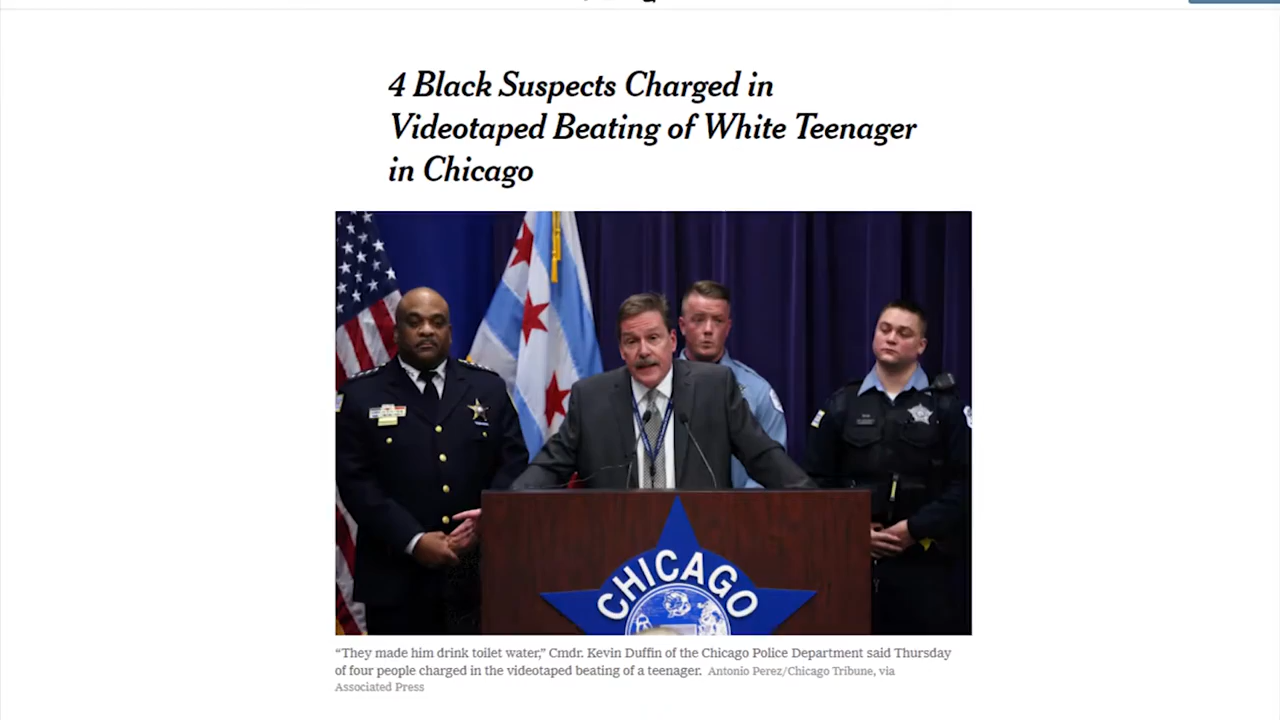 4 Black Suspects Charged in
Videotaped Beating of White Teenager
in Chicago
CHICAGO
“They made him drink toilet water,” Cmdr. Kevin Duffin of the Chicago Police Department said Thursday
of four people charged in the videotaped beating of a teenager. Antonio Perez/Chicago Tribune, via
Associated Press